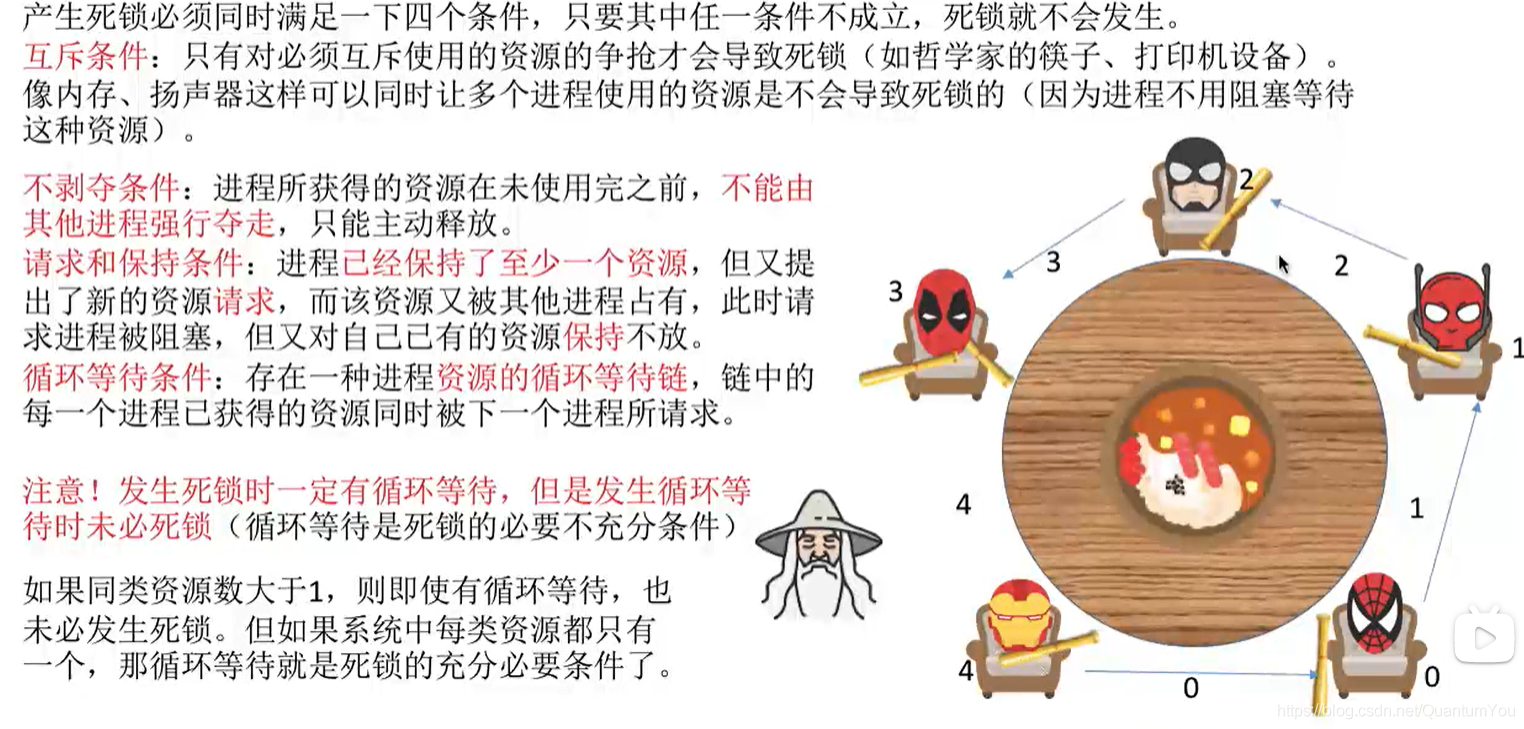 产生死锁必须同时满足一下四个条件，只要其中任一条件不成立，死锁就不会发生。
互斥条件：只有对必须互斥使用的资源的争抢才会导致死锁（如哲学家的筷子、打印机设备）。
像内存、扬声器这样可以同时让多个进程使用的资源是不会导致死锁的（因为进程不用阻塞等待
这种资源）。
不剥夺条件：进程所获得的资源在未使用完之前，不能由
其他进程强行夺走，只能主动释放。
请求和保持条件：进程已经保持了至少一个资源，但又提
出了新的资源请求，而该资源又被其他进程占有，此时请
求进程被阻塞，但又对自己已有的资源保持不放。
循环等待条件：存在一种进程资源的循环等待链，链中的
每一个进程已获得的资源同时被下一个进程所请求。
注意！发生死锁时一定有循环等待，但是发生循环等
待时未必死锁（循环等待是死锁的必要不充分条件）
如果同类资源数大于1，则即使有循环等待，也
未必发生死锁。但如果系统中每类资源都只有
一个，那循环等待就是死锁的充分必要条件了。
2
3
2
3
1
4
1
4
0
0
https://blog.csdn.net/QuantumYou